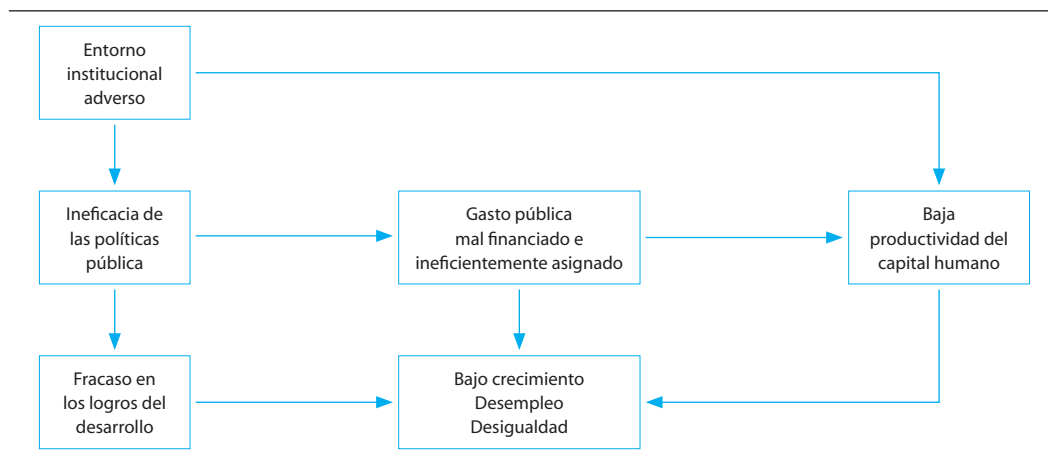 Entorno
institucional
adverso
Ineficacia de
las políticas
pública
Gasto pública
mal financiado e
ineficientemente asignado
Baja
productividad del
capital humano
Fracaso en
los logros del
desarrollo
Bajo crecimiento
Desempleo
Desigualdad